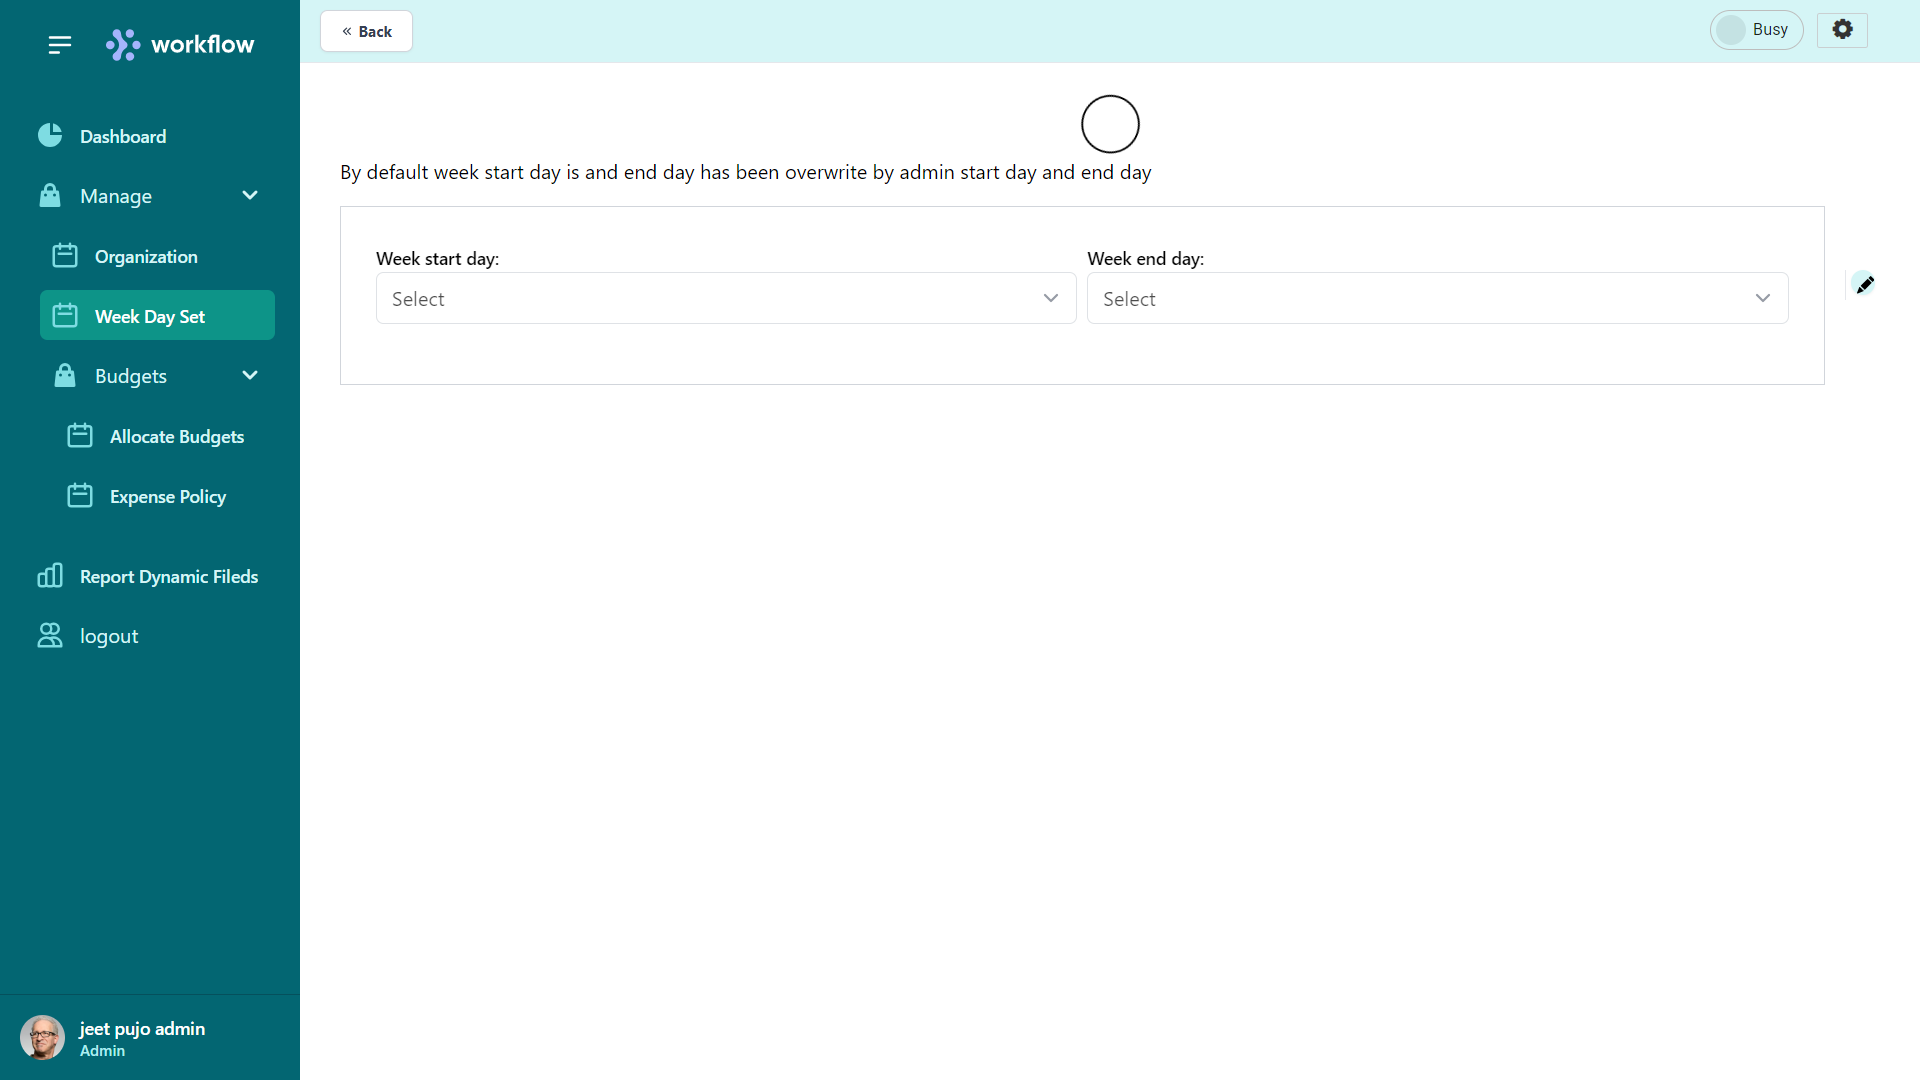 workflow
« Back
Busy
Dashboard
Manage
Organization
Week Day Set
Budgets
Allocate Budgets
Expense Policy
Report Dynamic Fileds
logout
By default week start day is and end day has been overwrite by admin start day and end day
Week start day:
Week end day:
Select
Select
jeet pujo admin
Admin